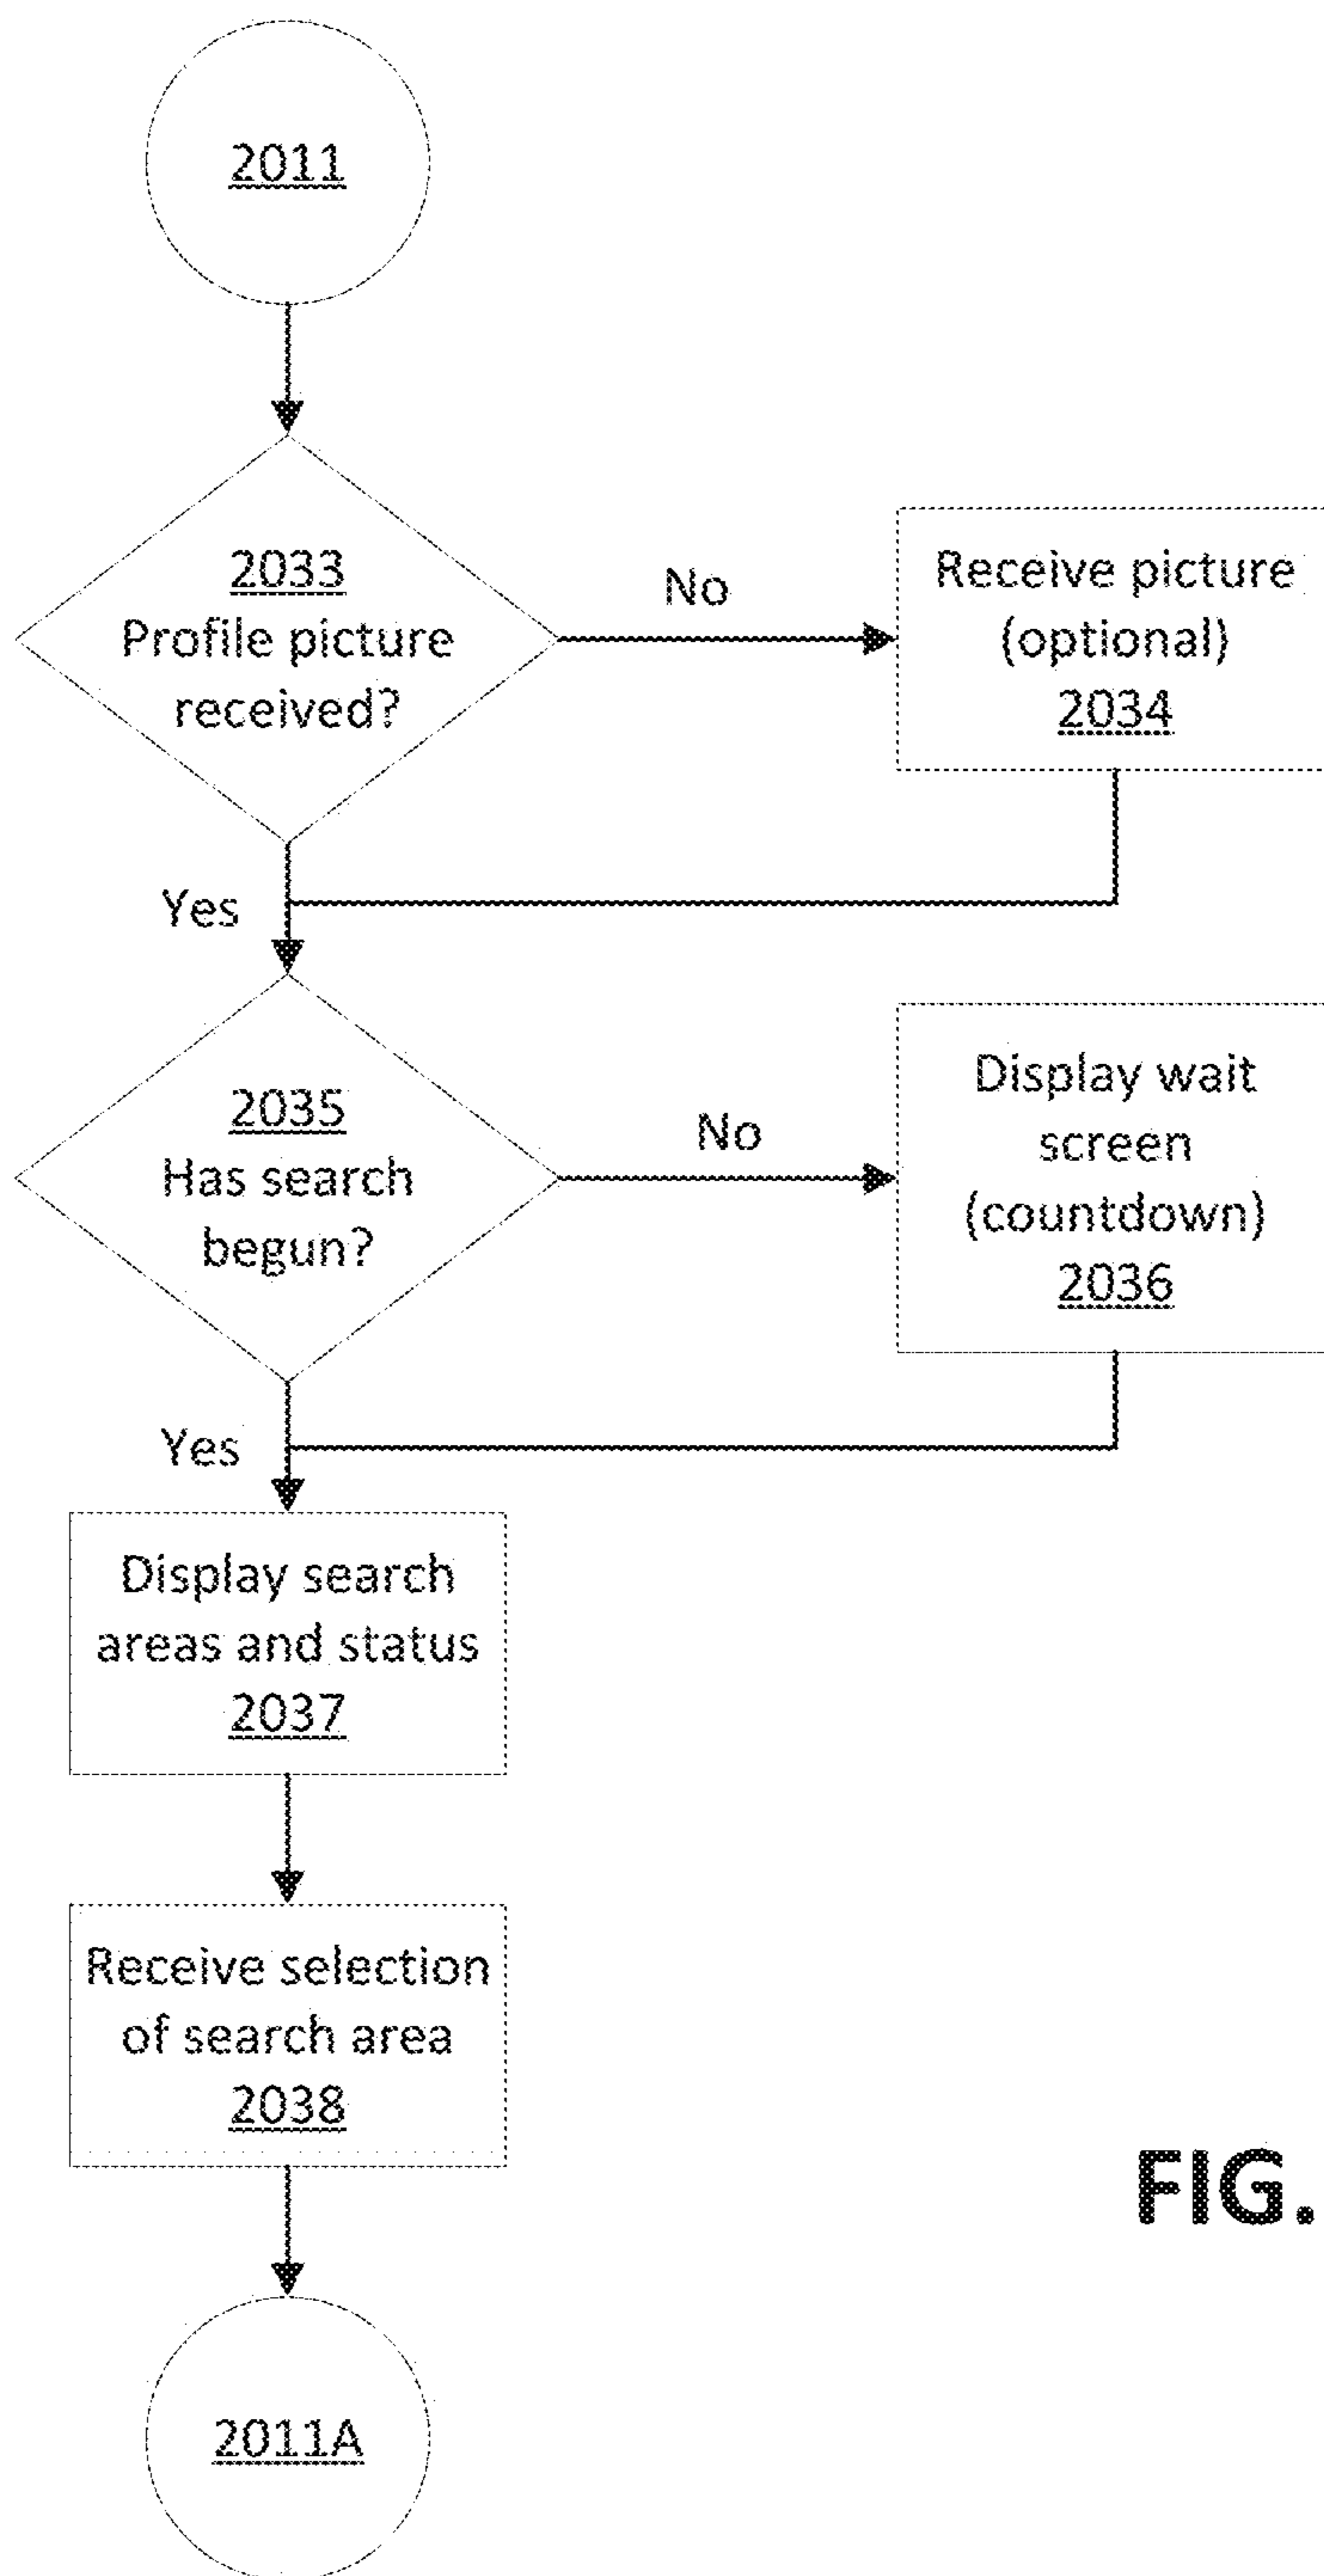 2011
2033
Profile picture
received?
No
Receive picture
(optional)
2034
Yes
2035
Has search
begun?
No
Display wait
screen
(countdown)
2036
Yes
Display search
areas and status
2037
Receive selection
of search area
2038
FIG.
2011A